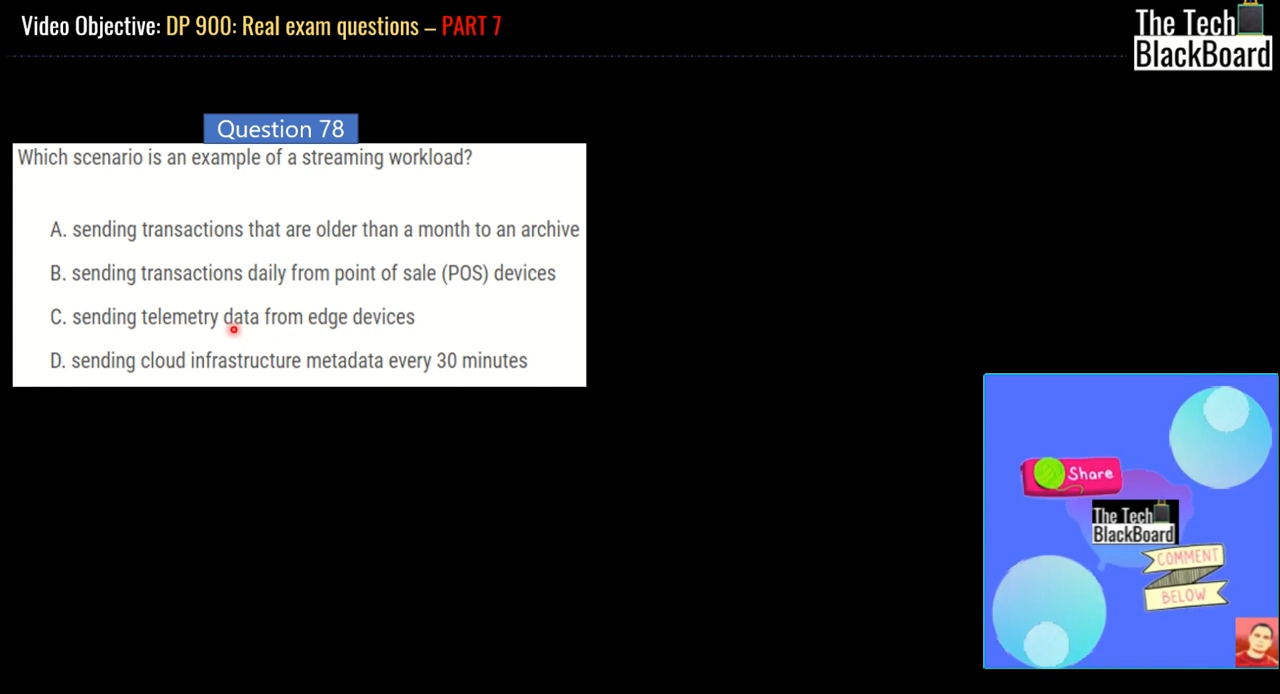 Video Objective: DP 900: Real exam questions – PART 7
The Tech
BlackBoard
Question 78
Which scenario is an example of a streaming workload?
A. sending transactions that are older than a month to an archive
B. sending transactions daily from point of sale (POS) devices
C. sending telemetry data from edge devices
D. sending cloud infrastructure metadata every 30 minutes
Share
The Tech
BlackBoard
COMMENT
BELOW